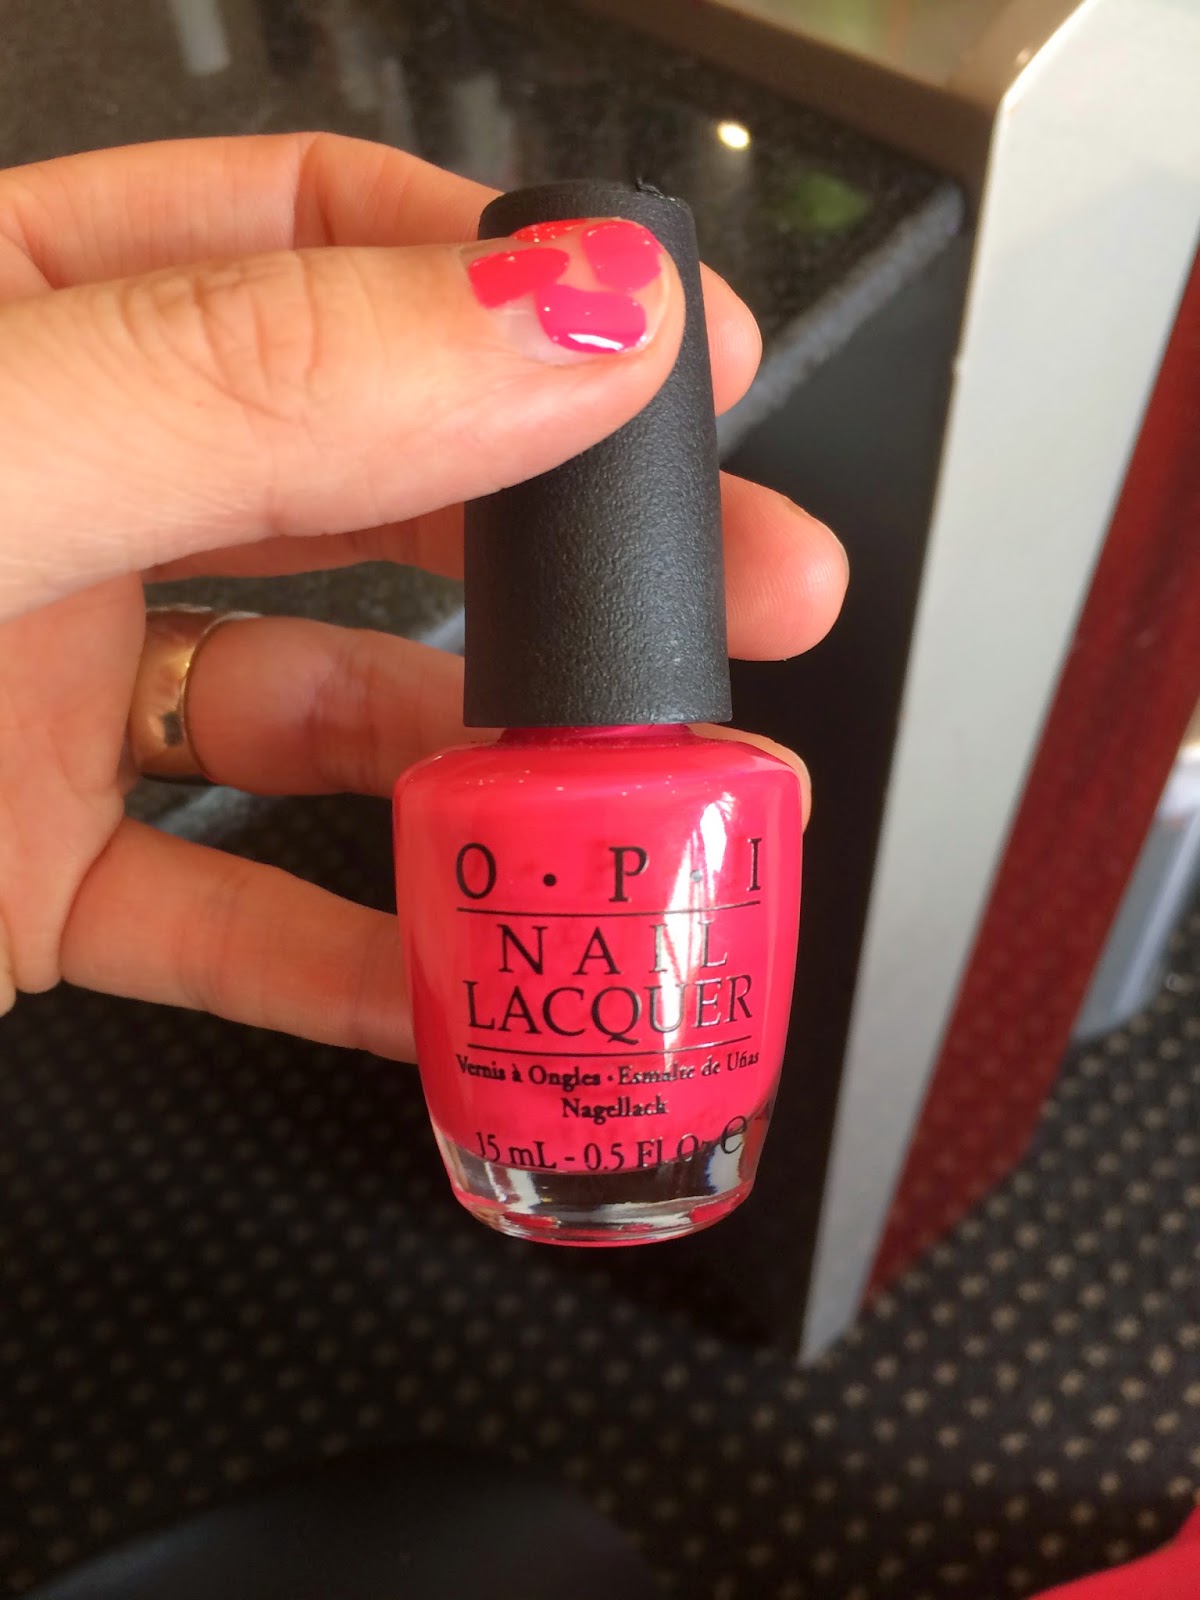 O · P · I
NAIL
LACQUER
Vernis à Ongles · Esmalte de Uñas
Nagellack
15 mL - 0.5 Fl Oz ℮